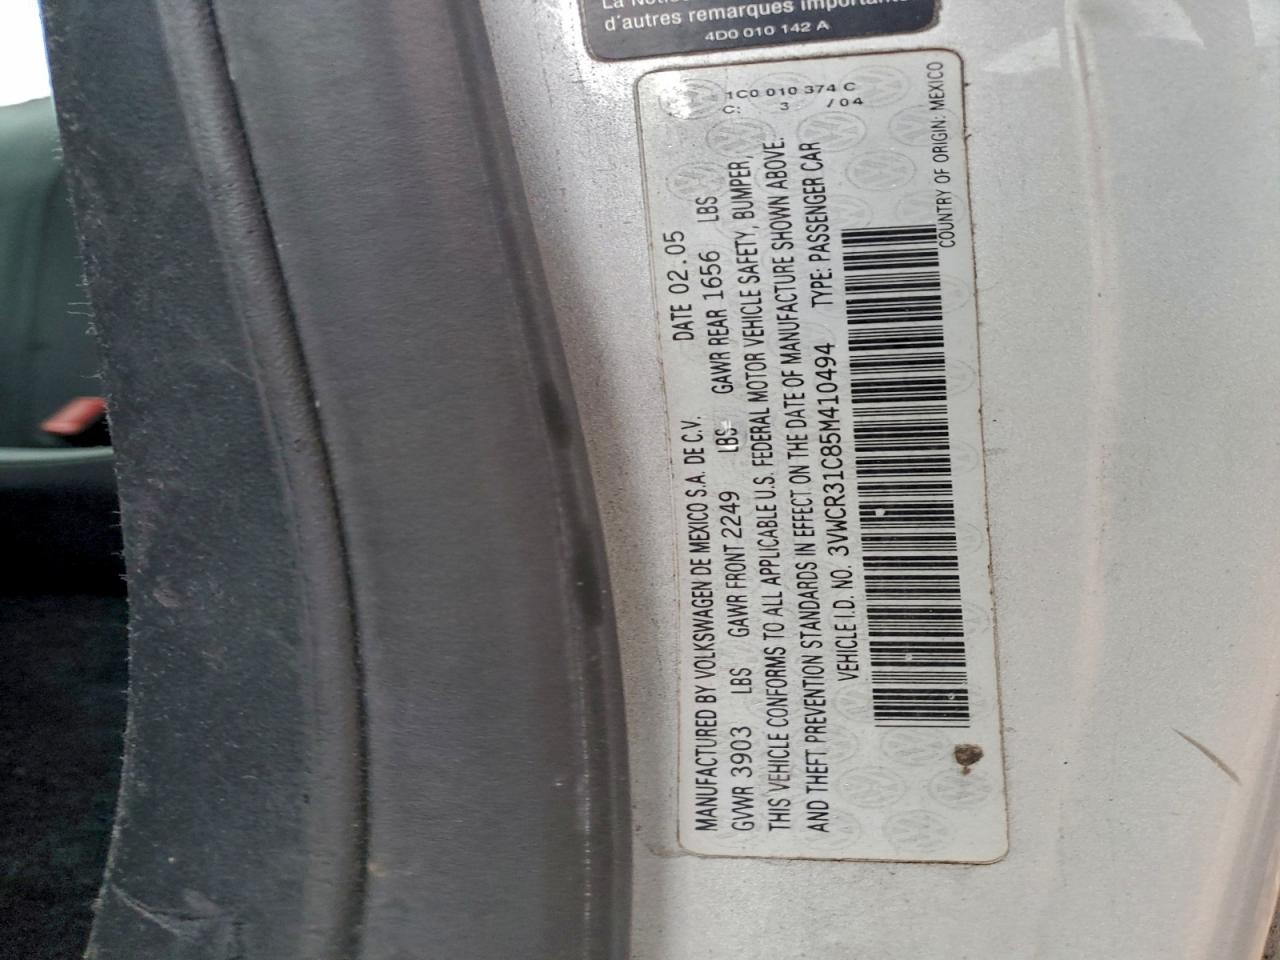 La
d'autres remarques importante
4D0 010 142 A
1C0 010 374 C
C: 3 /04
MANUFACTURED BY VOLKSWAGEN DE MEXICO S.A. DE C.V. DATE 02.05
GVWR 3903 LBS GAWR FRONT 2249 LBS GAWR REAR 1656 LBS
THIS VEHICLE CONFORMS TO ALL APPLICABLE U.S. FEDERAL MOTOR VEHICLE SAFETY, BUMPER,
AND THEFT PREVENTION STANDARDS IN EFFECT ON THE DATE OF MANUFACTURE SHOWN ABOVE.
VEHICLE I.D. NO. 3VWCR31C85M410494 TYPE: PASSENGER CAR
COUNTRY OF ORIGIN: MEXICO